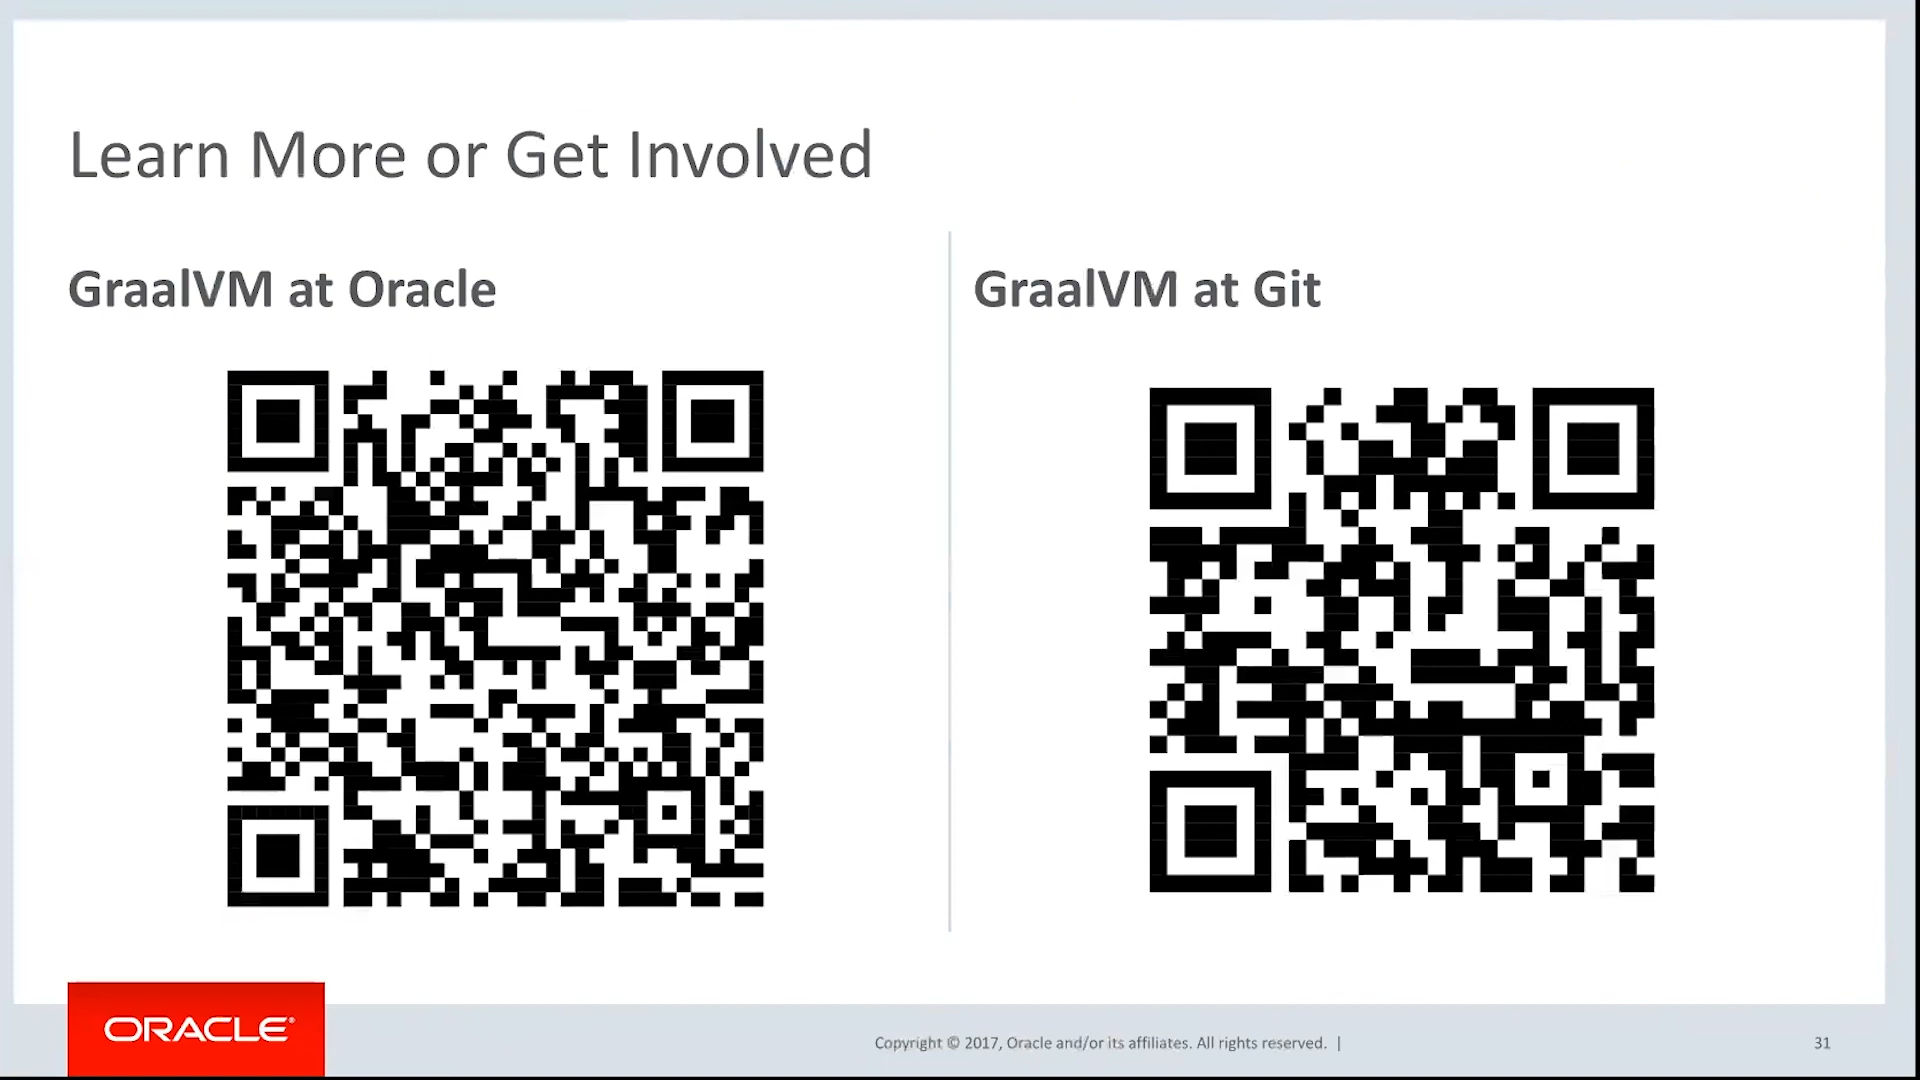 Learn More or Get Involved
GraalVM at Oracle
GraalVM at Git
ORACLE®
Copyright © 2017, Oracle and/or its affiliates. All rights reserved. |
31